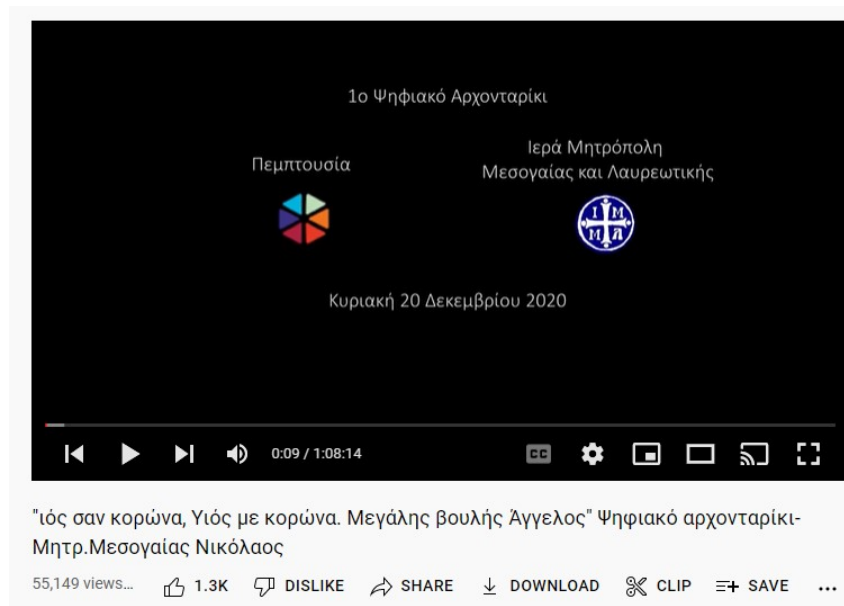 1ο Ψηφιακό Αρχονταρίκι
Πεμπτουσία
Ιερά Μητρόπολη
Μεσογαίας και Λαυρεωτικής
Ι Μ
Μ Λ
Κυριακή 20 Δεκεμβρίου 2020
0:09 / 1:08:14
CC
"ιός σαν κορώνα, Υιός με κορώνα. Μεγάλης βουλής Άγγελος" Ψηφιακό αρχονταρίκι-
Μητρ.Μεσογαίας Νικόλαος
55,149 views... 1.3K DISLIKE SHARE DOWNLOAD CLIP SAVE ...